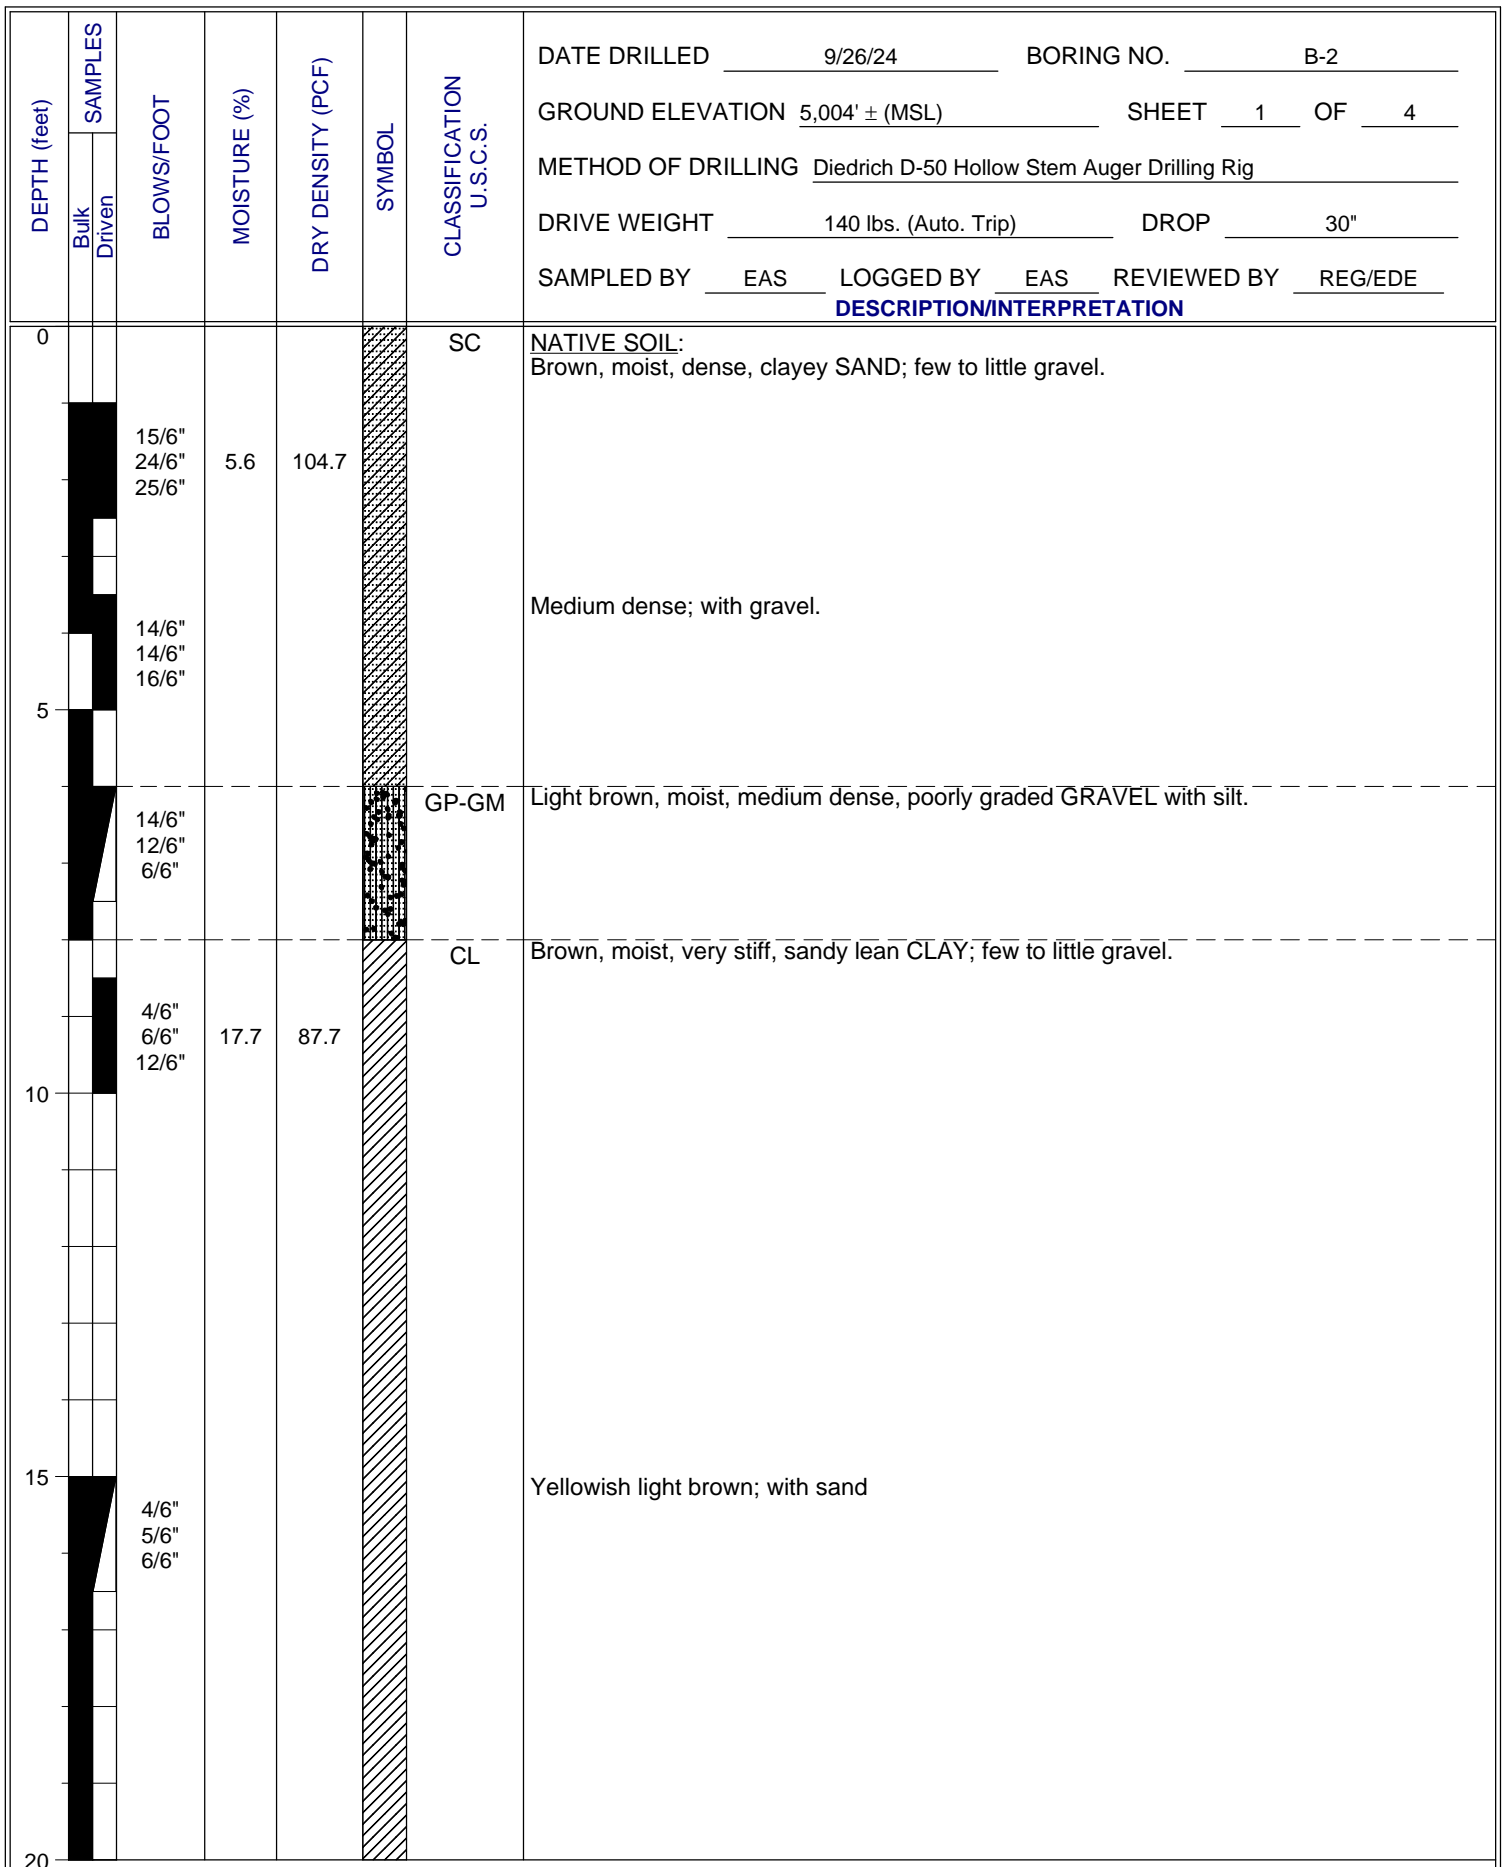 DEPTH (feet)
SAMPLES
Bulk
Driven
BLOWS/FOOT
MOISTURE (%)
DRY DENSITY (PCF)
SYMBOL
CLASSIFICATION
U.S.C.S.
DATE DRILLED 9/26/24 BORING NO. B-2
GROUND ELEVATION 5,004' ± (MSL) SHEET 1 OF 4
METHOD OF DRILLING Diedrich D-50 Hollow Stem Auger Drilling Rig
DRIVE WEIGHT 140 lbs. (Auto. Trip) DROP 30"
SAMPLED BY EAS LOGGED BY EAS REVIEWED BY REG/EDE
DESCRIPTION/INTERPRETATION
0 SC NATIVE SOIL:
Brown, moist, dense, clayey SAND; few to little gravel.
15/6"
24/6" 5.6 104.7
25/6"
Medium dense; with gravel.
14/6"
14/6"
16/6"
5
GP-GM Light brown, moist, medium dense, poorly graded GRAVEL with silt.
14/6"
12/6"
6/6"
CL Brown, moist, very stiff, sandy lean CLAY; few to little gravel.
4/6"
6/6" 17.7 87.7
12/6"
10
15 Yellowish light brown; with sand
4/6"
5/6"
6/6"
20